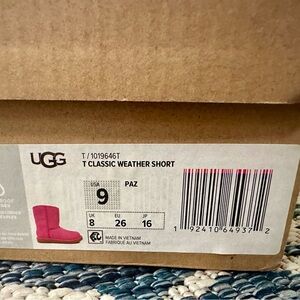 UGG
T / 1019646T
T CLASSIC WEATHER SHORT
USA
9
PAZ
UK EU JP
8 26 16
MADE IN VIETNAM
FABRIQUÉ AU VIETNAM
1 92410 64937 2